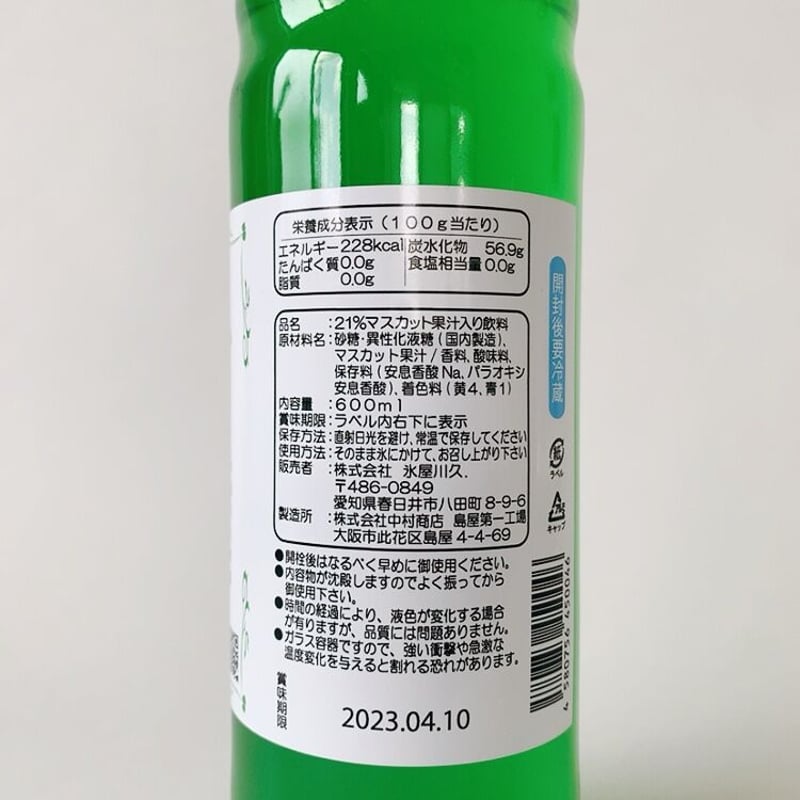 栄養成分表示（１００ｇ当たり）
エネルギー 228kcal 炭水化物 56.9g
たんぱく質 0.0g 食塩相当量 0.0g
脂質 0.0g
品名 ：21%マスカット果汁入り飲料
原材料名：砂糖・異性化液糖（国内製造）、
マスカット果汁／香料、酸味料、
保存料（安息香酸Na、パラオキシ
安息香酸）、着色料（黄４、青１）
内容量 ：６００ｍｌ
賞味期限：ラベル内右下に表示
保存方法：直射日光を避け、常温で保存してください
使用方法：そのまま氷にかけて、お召し上がり下さい
販売者 ：株式会社 氷屋川久.
〒486-0849
愛知県春日井市八田町 8-9-6
製造所 ：株式会社中村商店 島屋第一工場
大阪市此花区島屋 4-4-69
●開栓後はなるべく早めに御使用ください。
●内容物が沈殿しますのでよく振ってから
御使用下さい。
●時間の経過により、液色が変化する場合
が有りますが、品質には問題ありません。
●ガラス容器ですので、強い衝撃や急激な
温度変化を与えると割れる恐れがあります。
賞味期限
2023.04.10
開封後要冷蔵
紙
ラベル
キャップ
4 580756 450046